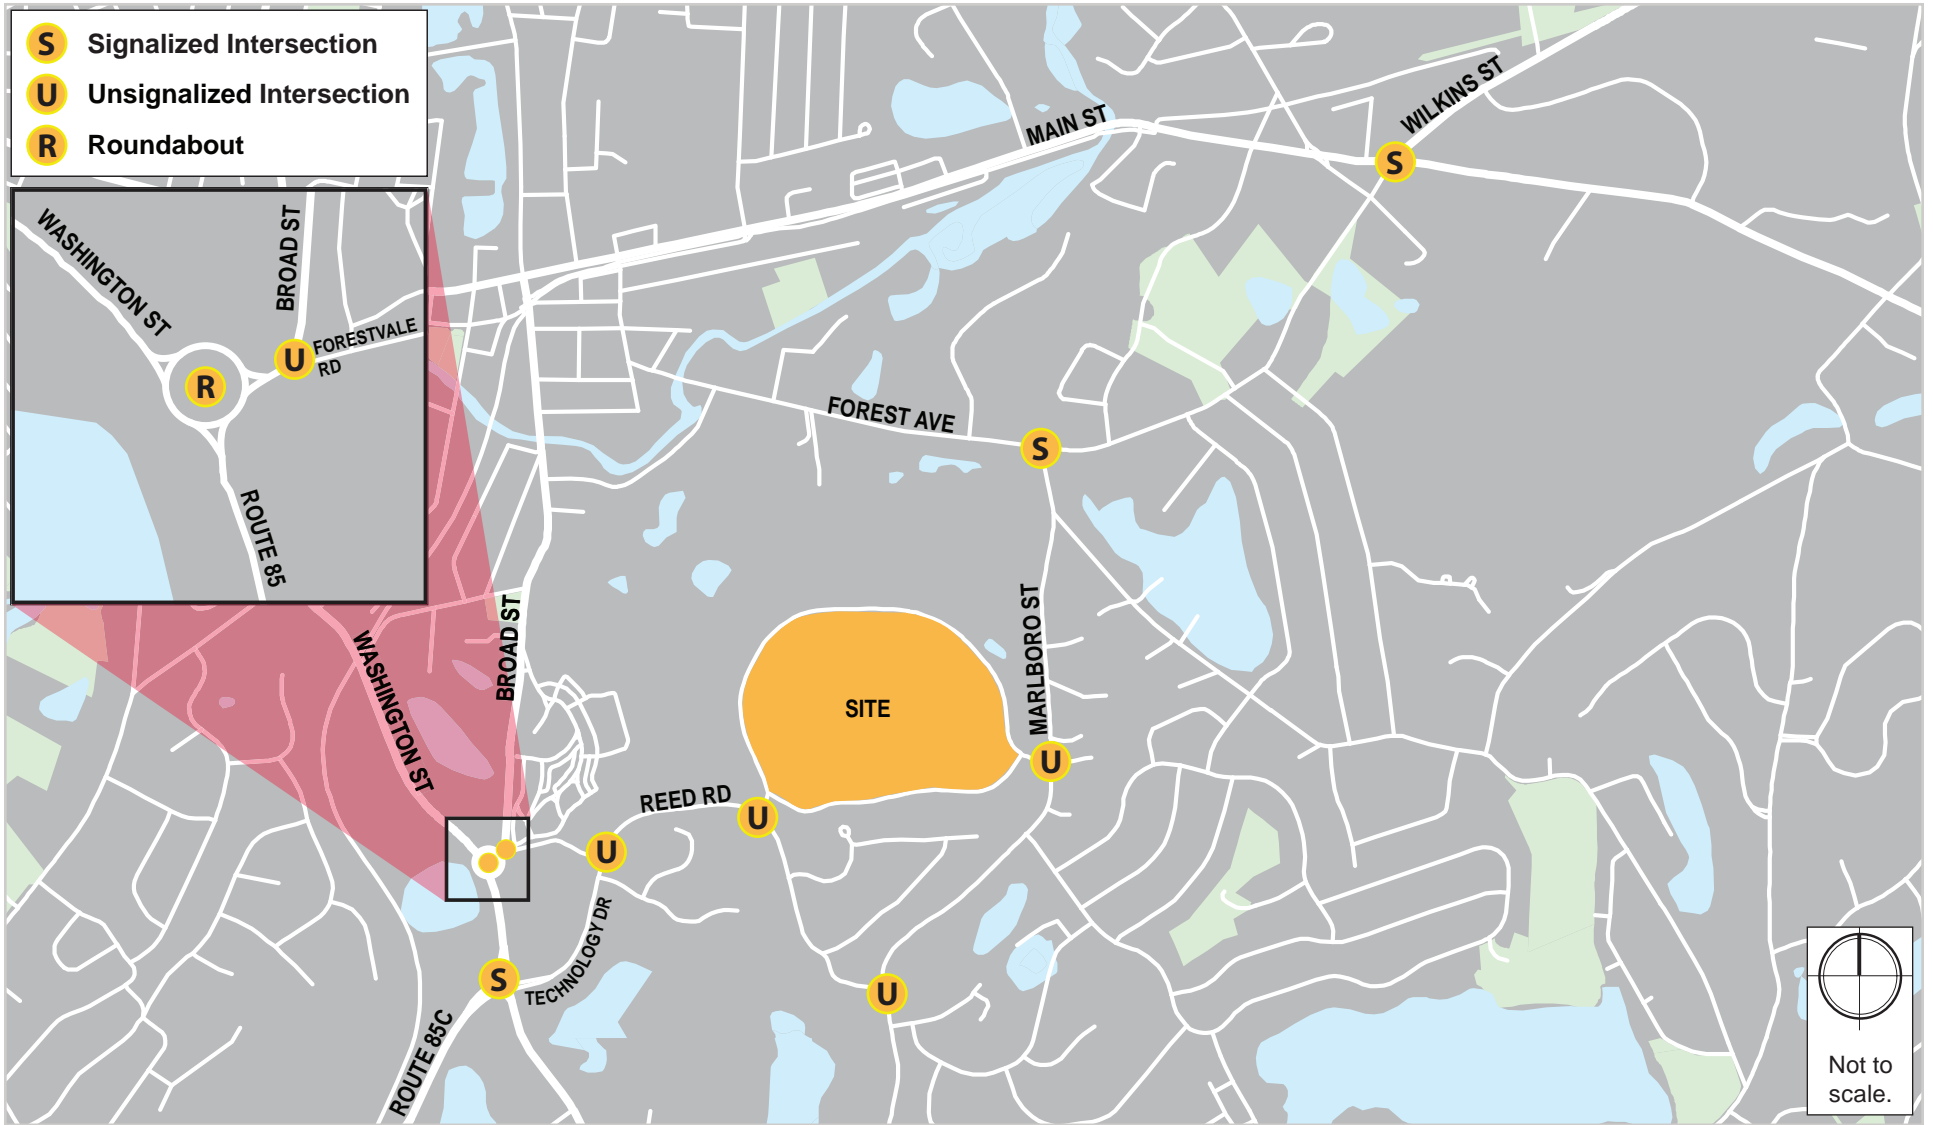 S Signalized Intersection
U Unsignalized Intersection
R Roundabout
MAIN ST
WILKINS ST
S
WASHINGTON ST
BROAD ST
U
FORESTVALE
RD
R
ROUTE 85
FOREST AVE
S
BROAD ST
WASHINGTON ST
SITE
MARLBORO ST
U
REED RD
U
U
S
TECHNOLOGY DR
U
ROUTE 85C
Not to
scale.